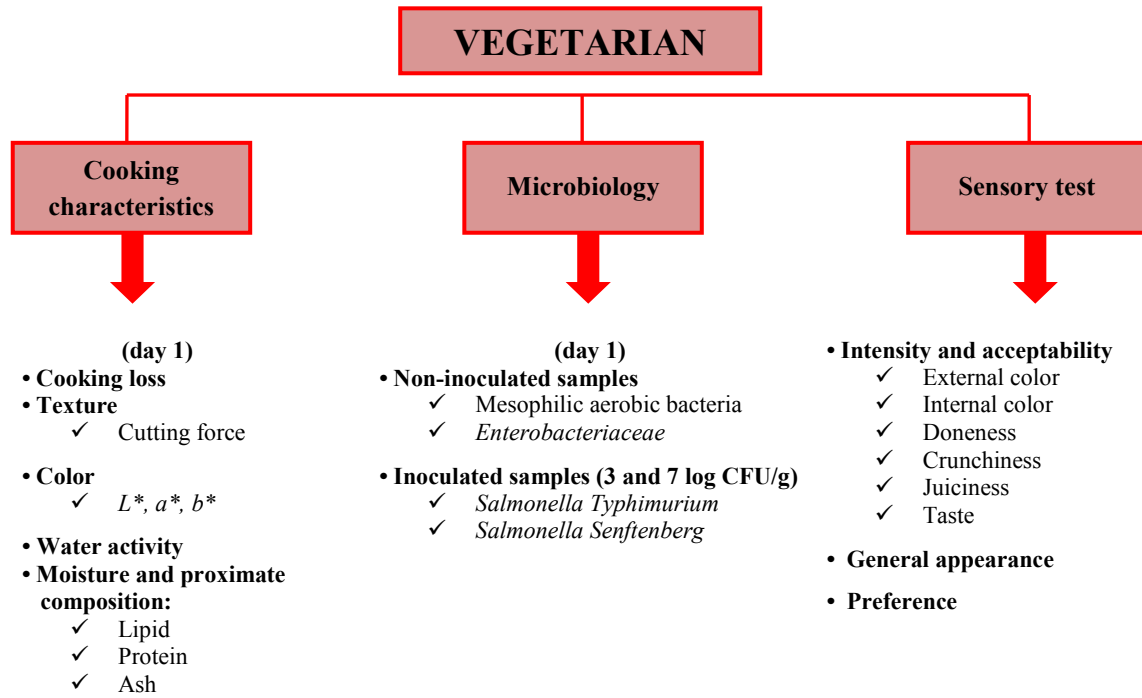 VEGETARIAN
Cooking
characteristics
Microbiology
Sensory test
(day 1)
• Cooking loss
• Texture
✓ Cutting force
• Color
✓ L*, a*, b*
• Water activity
• Moisture and proximate
composition:
✓ Lipid
✓ Protein
✓ Ash
(day 1)
• Non-inoculated samples
✓ Mesophilic aerobic bacteria
✓ Enterobacteriaceae
• Inoculated samples (3 and 7 log CFU/g)
✓ Salmonella Typhimurium
✓ Salmonella Senftenberg
• Intensity and acceptability
✓ External color
✓ Internal color
✓ Doneness
✓ Crunchiness
✓ Juiciness
✓ Taste
• General appearance
• Preference